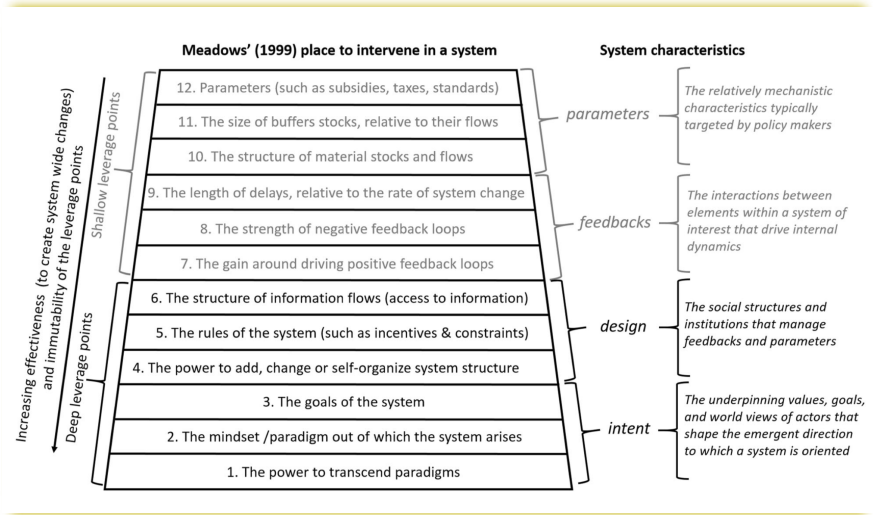 Meadows' (1999) place to intervene in a system
System characteristics
Increasing effectiveness (to create system wide changes)
and immutability of the leverage points
Shallow leverage points
Deep leverage points
12. Parameters (such as subsidies, taxes, standards)
11. The size of buffers stocks, relative to their flows
10. The structure of material stocks and flows
9. The length of delays, relative to the rate of system change
8. The strength of negative feedback loops
7. The gain around driving positive feedback loops
6. The structure of information flows (access to information)
5. The rules of the system (such as incentives & constraints)
4. The power to add, change or self-organize system structure
3. The goals of the system
2. The mindset /paradigm out of which the system arises
1. The power to transcend paradigms
parameters
The relatively mechanistic
characteristics typically
targeted by policy makers
feedbacks
The interactions between
elements within a system of
interest that drive internal
dynamics
design
The social structures and
institutions that manage
feedbacks and parameters
intent
The underpinning values, goals,
and world views of actors that
shape the emergent direction
to which a system is oriented